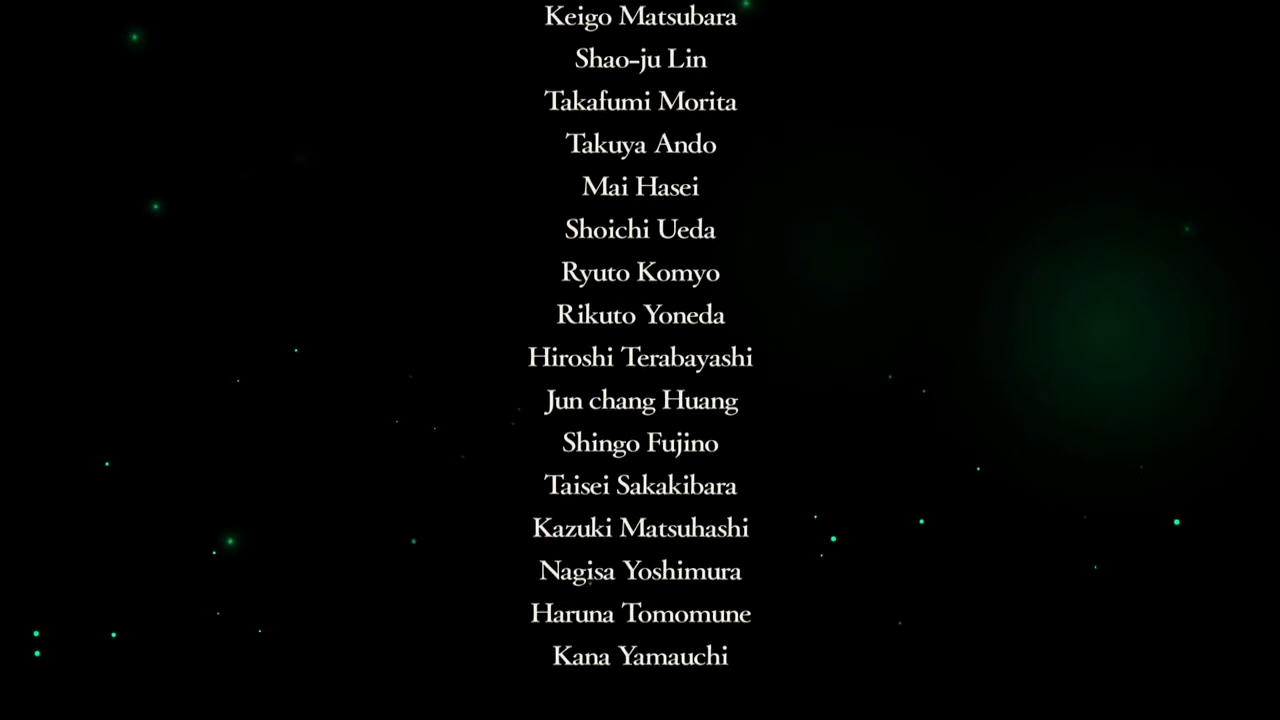 Keigo Matsubara
Shao-ju Lin
Takafumi Morita
Takuya Ando
Mai Hasei
Shoichi Ueda
Ryuto Komyo
Rikuto Yoneda
Hiroshi Terabayashi
Jun chang Huang
Shingo Fujino
Taisei Sakakibara
Kazuki Matsuhashi
Nagisa Yoshimura
Haruna Tomomune
Kana Yamauchi